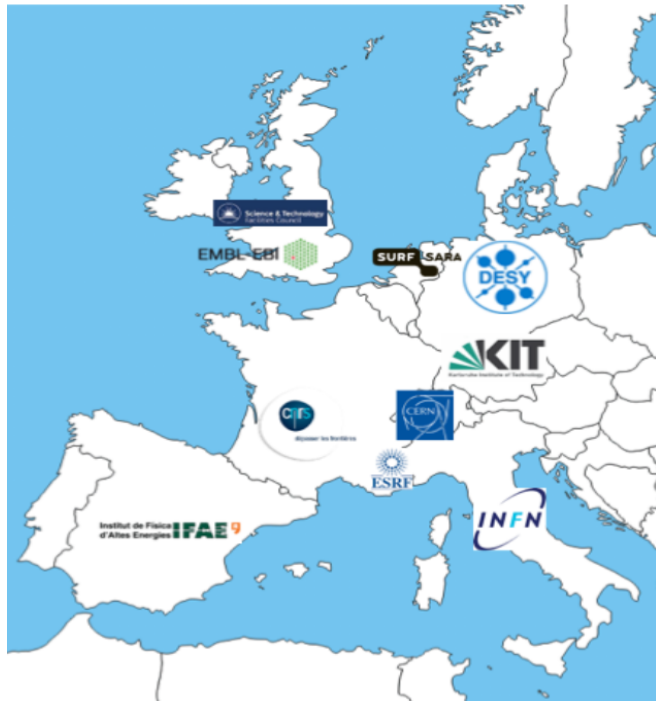 Science & Technology
Facilities Council
EMBL-EBI
SURF SARA
DESY
KIT
Karlsruhe Institute of Technology
CERN
cnrs
dépasser les frontières
ESRF
INFN
Institut de Física
d'Altes Energies IFAE